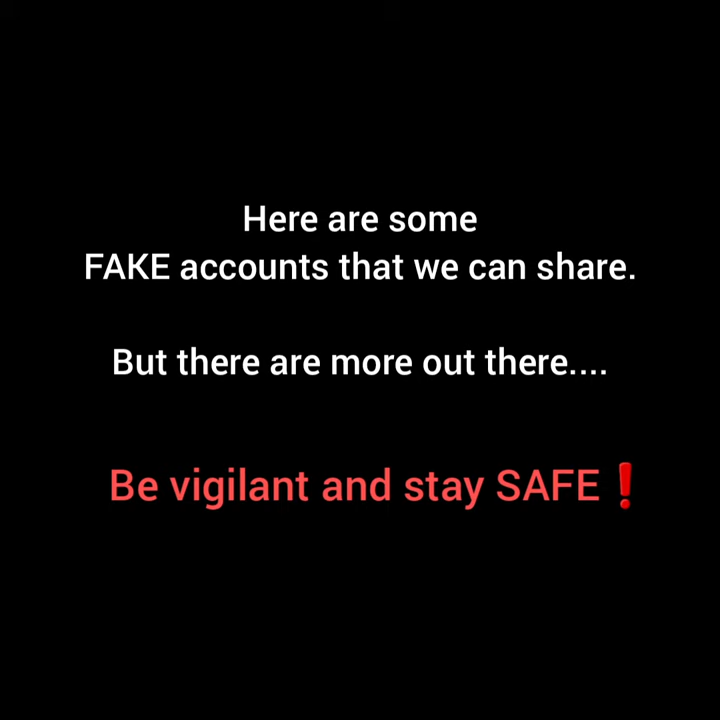 Here are some
FAKE accounts that we can share.
But there are more out there....
Be vigilant and stay SAFE❗